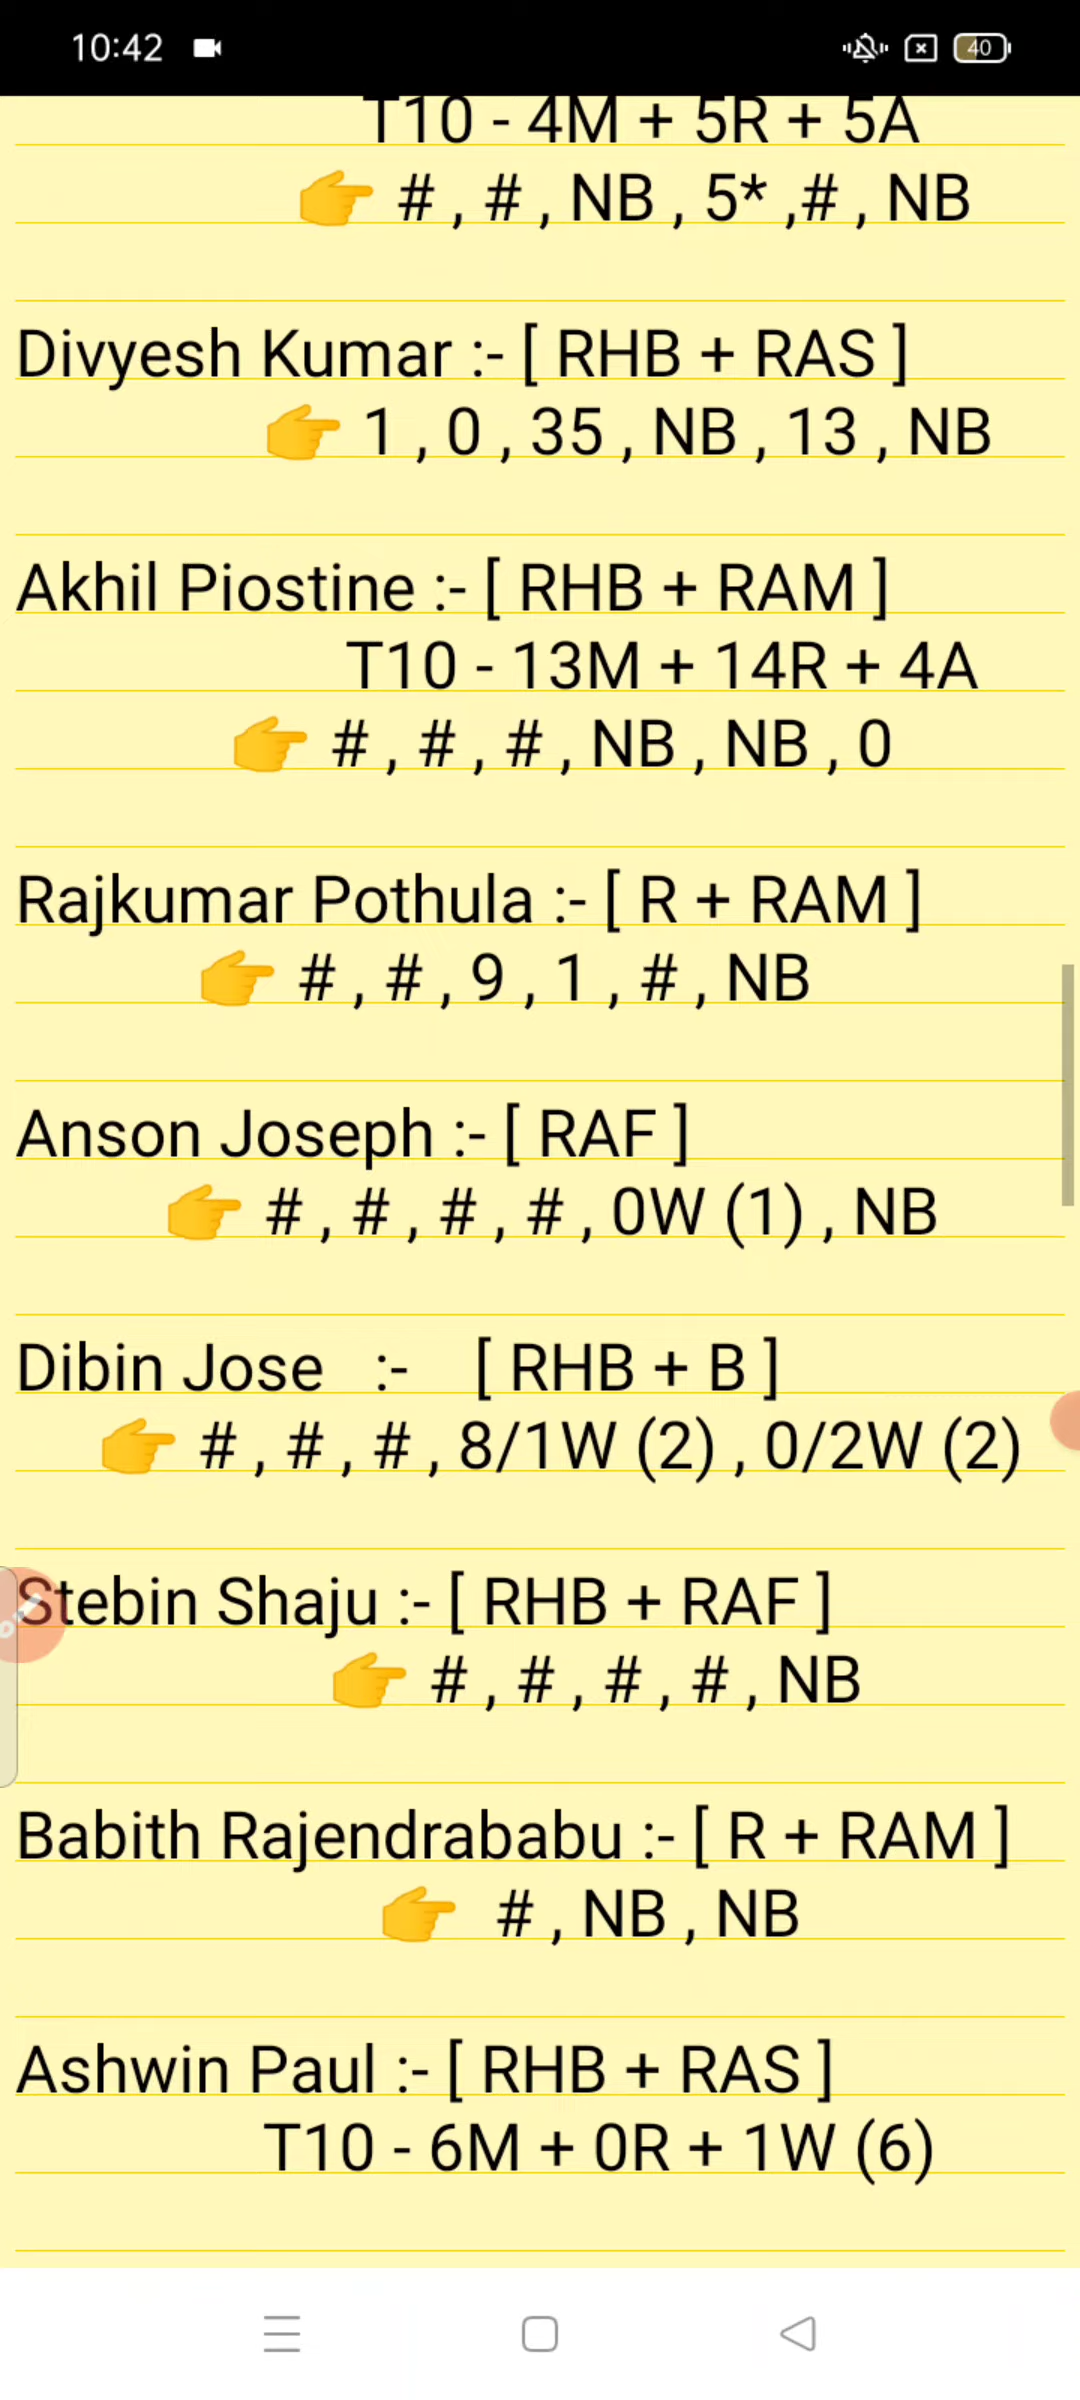 10:42
40
T10 - 4M + 5R + 5A
👉 # , # , NB , 5* ,# , NB
Divyesh Kumar :- [ RHB + RAS ]
👉 1 , 0 , 35 , NB , 13 , NB
Akhil Piostine :- [ RHB + RAM ]
T10 - 13M + 14R + 4A
👉 # , # , # , NB , NB , 0
Rajkumar Pothula :- [ R + RAM ]
👉 # , # , 9 , 1 , # , NB
Anson Joseph :- [ RAF ]
👉 # , # , # , # , 0W (1) , NB
Dibin Jose :- [ RHB + B ]
👉 # , # , # , 8/1W (2) , 0/2W (2)
Stebin Shaju :- [ RHB + RAF ]
👉 # , # , # , # , NB
Babith Rajendrababu :- [ R + RAM ]
👉 # , NB , NB
Ashwin Paul :- [ RHB + RAS ]
T10 - 6M + 0R + 1W (6)